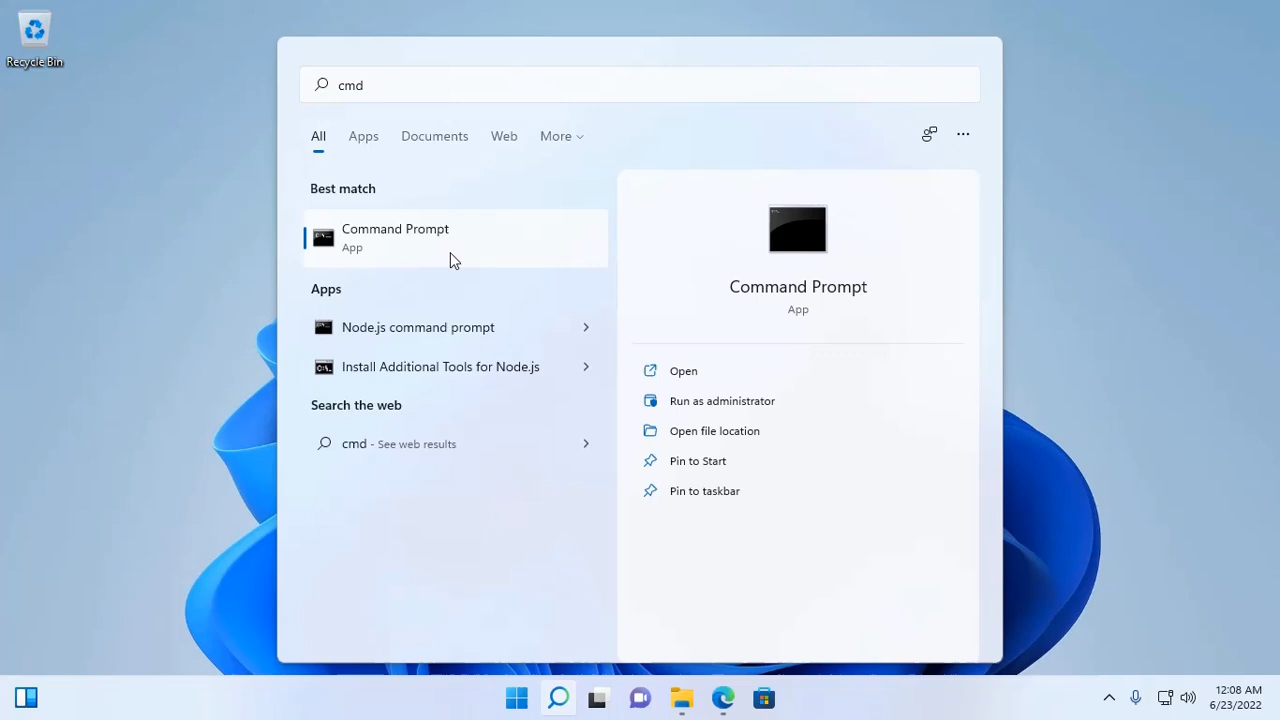 Recycle Bin
cmd
All Apps Documents Web More
Best match
Command Prompt
App
Apps
Node.js command prompt
Install Additional Tools for Node.js
Search the web
cmd - See web results
Command Prompt
App
Open
Run as administrator
Open file location
Pin to Start
Pin to taskbar
12:08 AM
6/23/2022